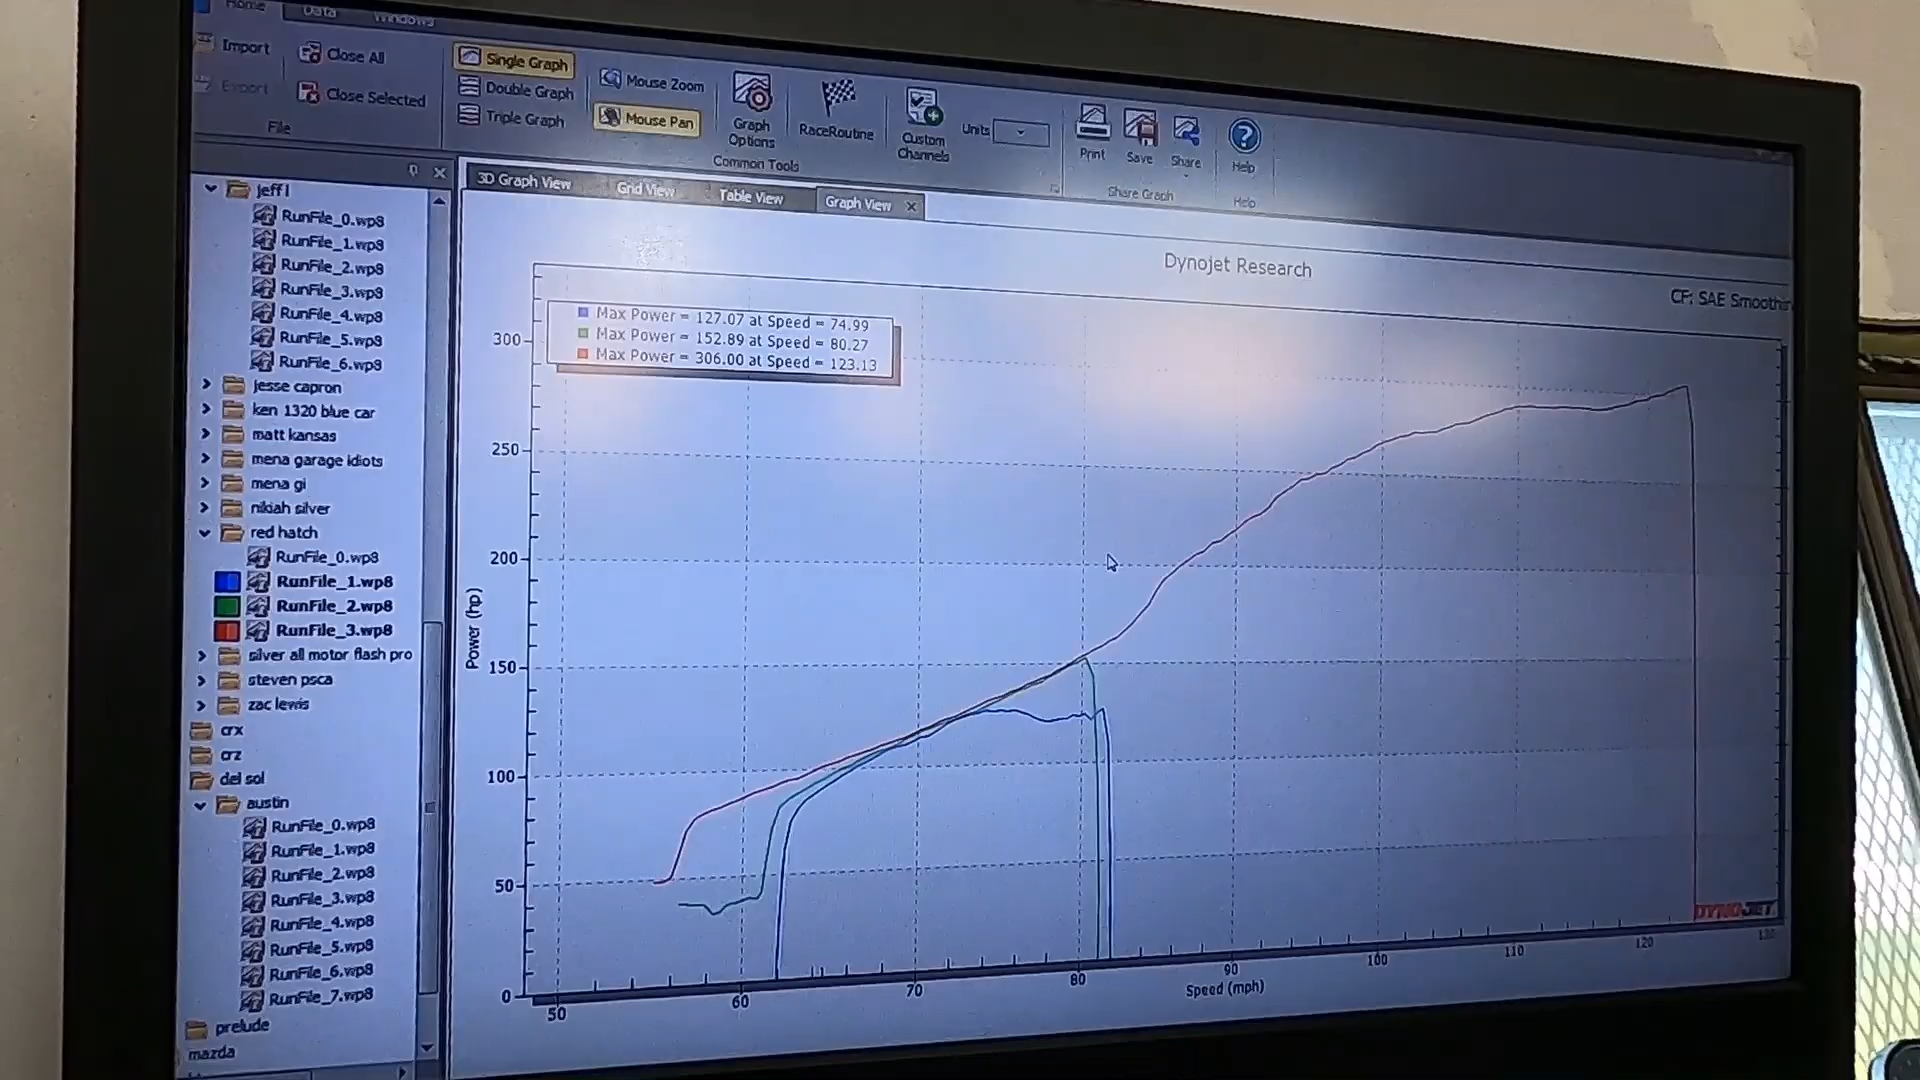 Home Data Windows
Import
Close All
Export
Close Selected
File
Single Graph
Double Graph
Triple Graph
Mouse Zoom
Mouse Pan
Graph Options
RaceRoutine
Custom Channels
Units
Common Tools
Print
Save
Share
Share Graph
Help
Help
3D Graph View
Grid View
Table View
Graph View
jeff l
RunFile_0.wp8
RunFile_1.wp8
RunFile_2.wp8
RunFile_3.wp8
RunFile_4.wp8
RunFile_5.wp8
RunFile_6.wp8
jesse capron
ken 1320 blue car
matt kansas
mena garage idiots
mena gi
nikiah silver
red hatch
RunFile_0.wp8
RunFile_1.wp8
RunFile_2.wp8
RunFile_3.wp8
silver all motor flash pro
steven psca
zac lewis
crx
crz
del sol
austin
RunFile_0.wp8
RunFile_1.wp8
RunFile_2.wp8
RunFile_3.wp8
RunFile_4.wp8
RunFile_5.wp8
RunFile_6.wp8
RunFile_7.wp8
prelude
mazda
Dynojet Research
CF: SAE Smoothin
Max Power = 127.07 at Speed = 74.99
Max Power = 152.89 at Speed = 80.27
Max Power = 306.00 at Speed = 123.13
Power (hp)
300
250
200
150
100
50
0
50 60 70 80 90 100 110 120 130
Speed (mph)
DYNOJET